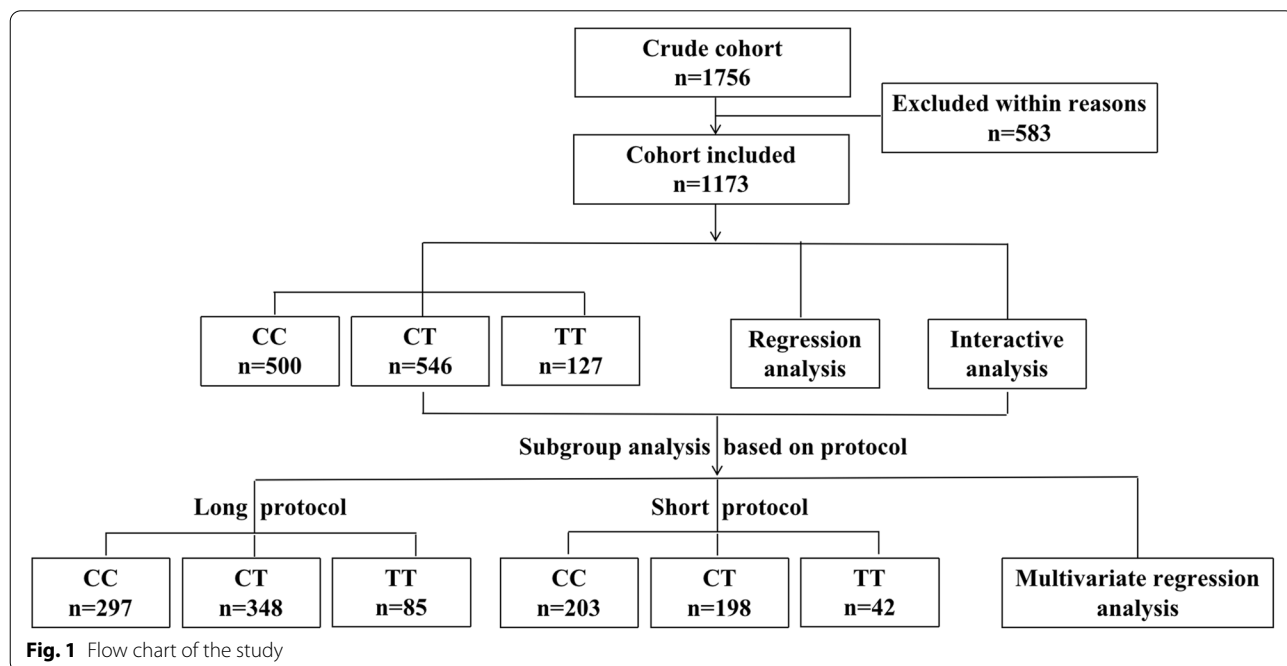 Crude cohort
n=1756
Excluded within reasons
n=583
Cohort included
n=1173
CC
n=500
CT
n=546
TT
n=127
Regression
analysis
Interactive
analysis
Subgroup analysis based on protocol
Long protocol
Short protocol
CC
n=297
CT
n=348
TT
n=85
CC
n=203
CT
n=198
TT
n=42
Multivariate regression
analysis
Fig. 1 Flow chart of the study